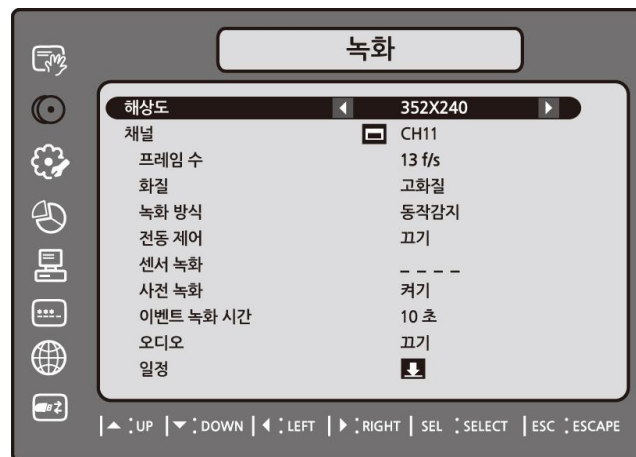 녹화
해상도 352X240
채널 CH11
프레임 수 13 f/s
화질 고화질
녹화 방식 동작감지
전동 제어 끄기
센서 녹화 _ _ _ _
사전 녹화 켜기
이벤트 녹화 시간 10 초
오디오 끄기
일정
▲ : UP | ▼ : DOWN | ◀ : LEFT | ▶ : RIGHT | SEL : SELECT | ESC : ESCAPE